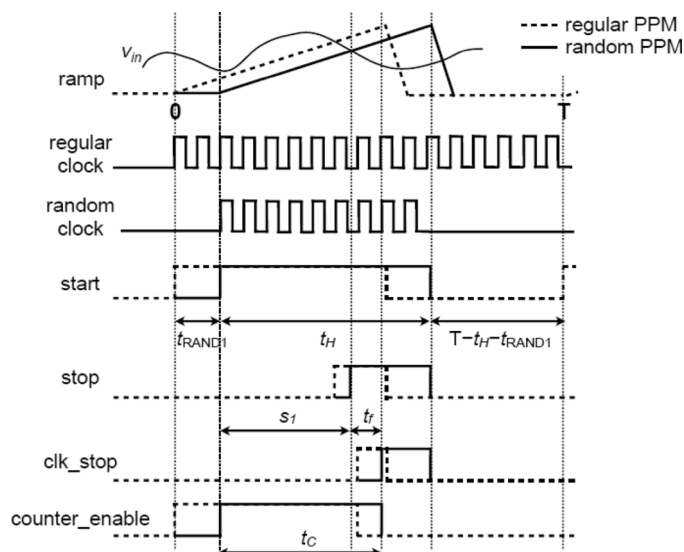 regular PPM
random PPM
v_in
ramp
0
T
regular
clock
random
clock
start
t_RAND1
t_H
T−t_H−t_RAND1
stop
s_1
t_f
clk_stop
counter_enable
t_C